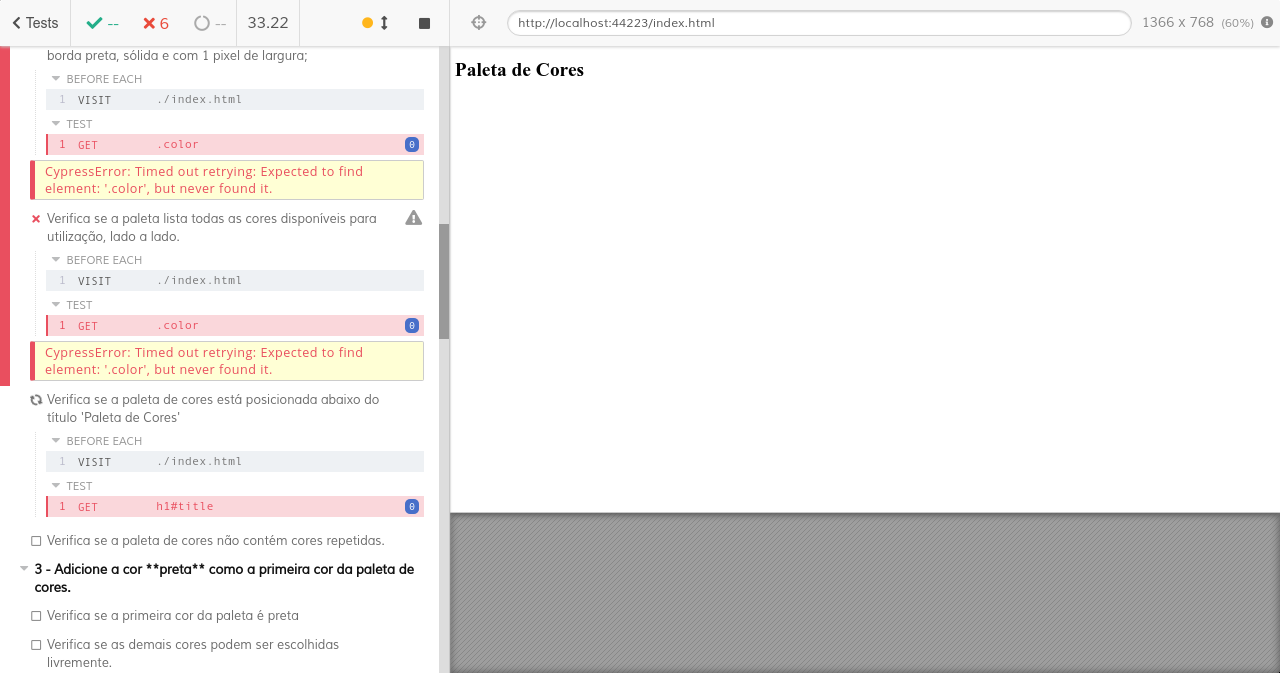 Tests -- 6 -- 33.22 http://localhost:44223/index.html 1366 x 768 (60%)
borda preta, sólida e com 1 pixel de largura;
BEFORE EACH
1 VISIT ./index.html
TEST
1 GET .color 0
CypressError: Timed out retrying: Expected to find
element: '.color', but never found it.
Verifica se a paleta lista todas as cores disponíveis para
utilização, lado a lado.
BEFORE EACH
1 VISIT ./index.html
TEST
1 GET .color 0
CypressError: Timed out retrying: Expected to find
element: '.color', but never found it.
Verifica se a paleta de cores está posicionada abaixo do
título 'Paleta de Cores'
BEFORE EACH
1 VISIT ./index.html
TEST
1 GET h1#title 0
Verifica se a paleta de cores não contém cores repetidas.
3 - Adicione a cor **preta** como a primeira cor da paleta de
cores.
Verifica se a primeira cor da paleta é preta
Verifica se as demais cores podem ser escolhidas
livremente.
Paleta de Cores